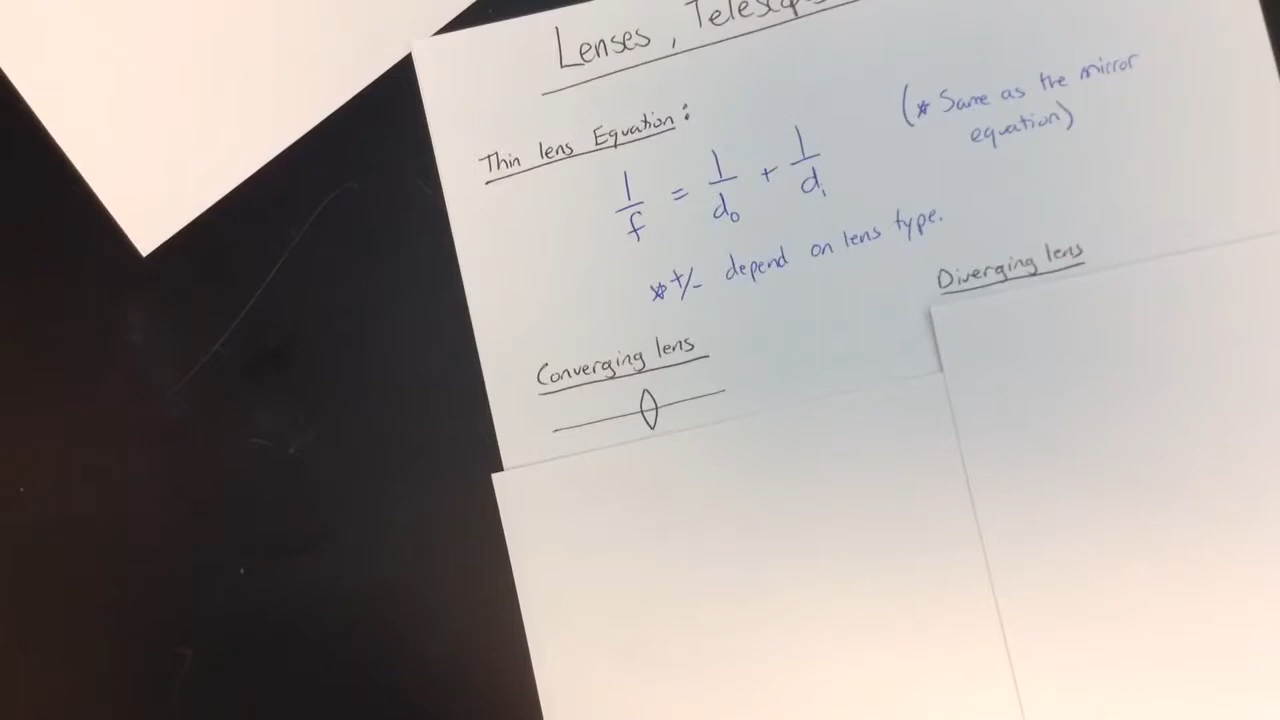 Lenses,
Thin lens Equation:
1/f = 1/d₀ + 1/dᵢ
(* Same as the mirror
equation)
*+/- depend on lens type.
Diverging lens
Converging lens